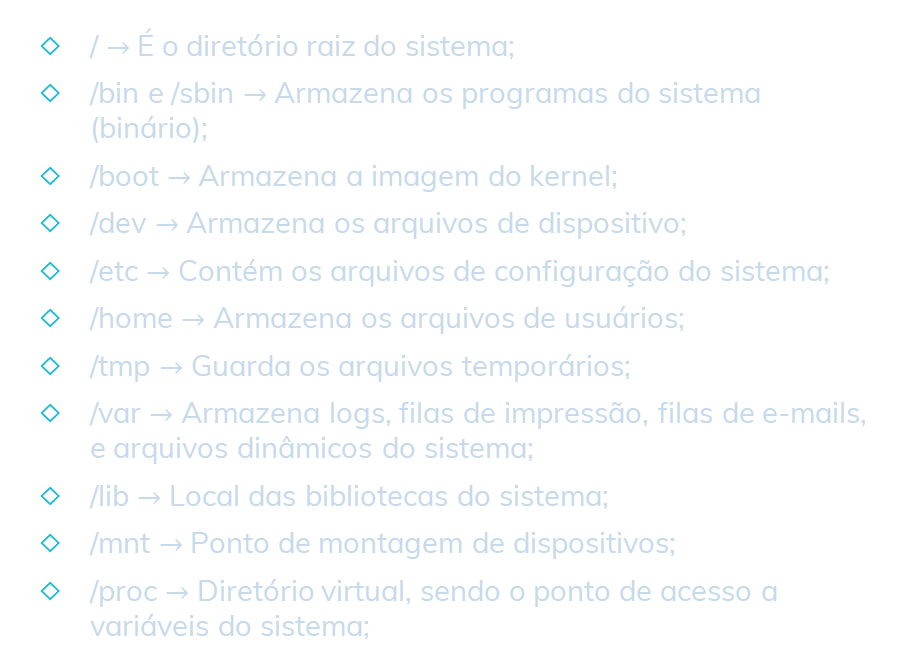 / → É o diretório raiz do sistema;
/bin e /sbin → Armazena os programas do sistema
(binário);
/boot → Armazena a imagem do kernel;
/dev → Armazena os arquivos de dispositivo;
/etc → Contém os arquivos de configuração do sistema;
/home → Armazena os arquivos de usuários;
/tmp → Guarda os arquivos temporários;
/var → Armazena logs, filas de impressão, filas de e-mails,
e arquivos dinâmicos do sistema;
/lib → Local das bibliotecas do sistema;
/mnt → Ponto de montagem de dispositivos;
/proc → Diretório virtual, sendo o ponto de acesso a
variáveis do sistema;